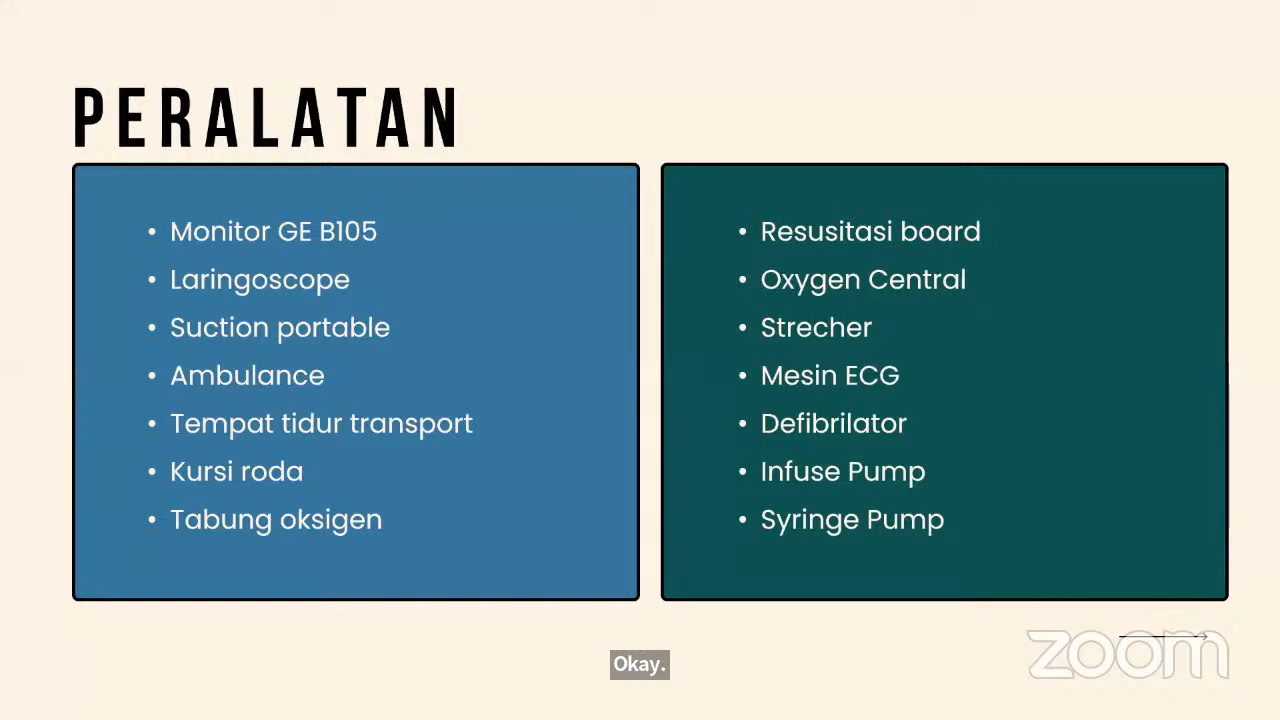 PERALATAN
• Monitor GE B105
• Laringoscope
• Suction portable
• Ambulance
• Tempat tidur transport
• Kursi roda
• Tabung oksigen
• Resusitasi board
• Oxygen Central
• Strecher
• Mesin ECG
• Defibrilator
• Infuse Pump
• Syringe Pump
Okay.
zoom